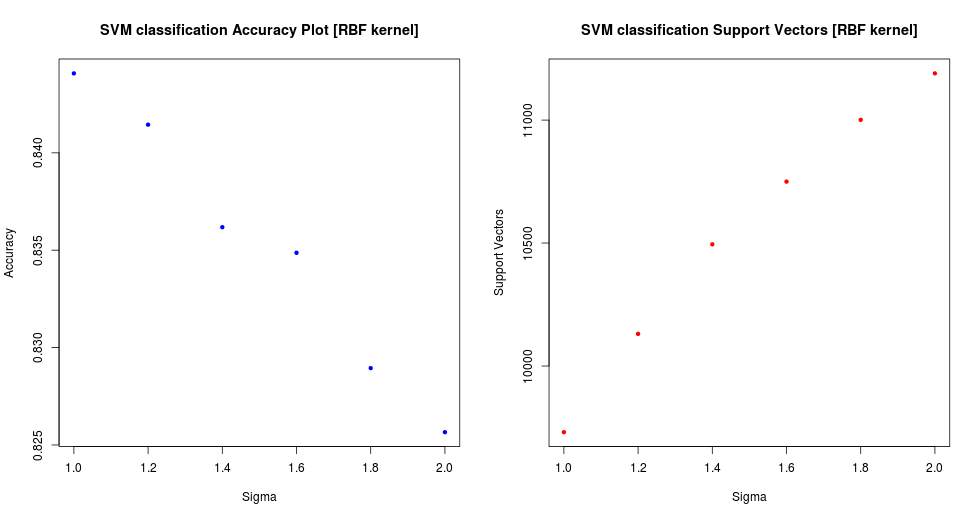 SVM classification Accuracy Plot [RBF kernel]
Accuracy
0.840
0.835
0.830
0.825
1.0 1.2 1.4 1.6 1.8 2.0
Sigma
SVM classification Support Vectors [RBF kernel]
Support Vectors
11000
10500
10000
1.0 1.2 1.4 1.6 1.8 2.0
Sigma